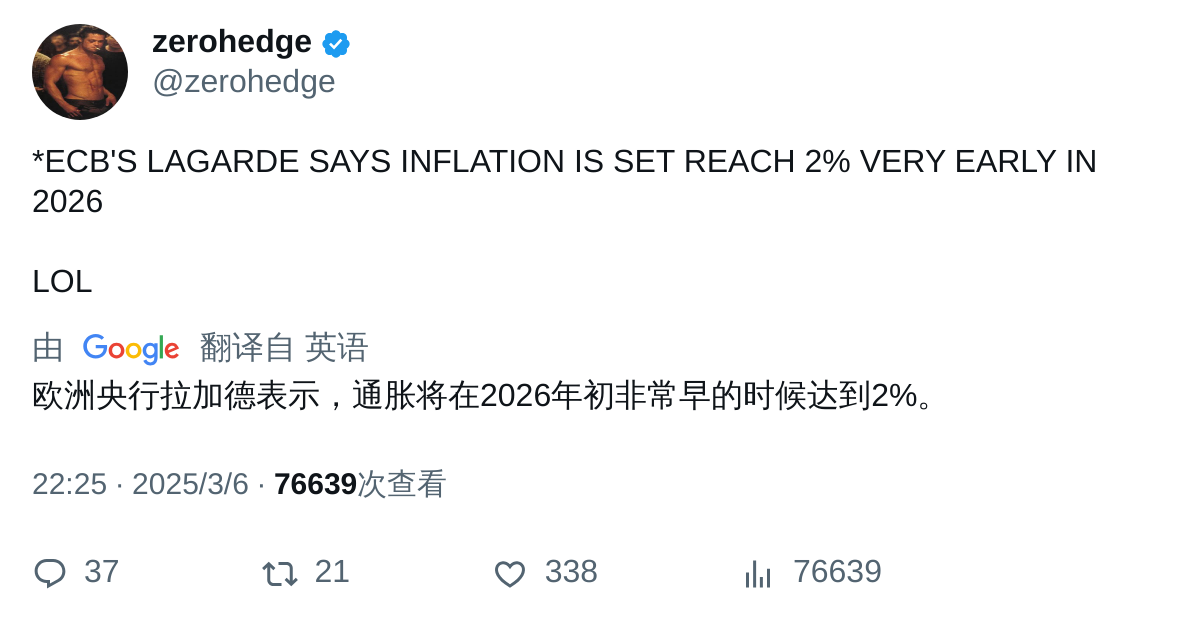 zerohedge
@zerohedge
*ECB'S LAGARDE SAYS INFLATION IS SET REACH 2% VERY EARLY IN
2026
LOL
由 Google 翻译自 英语
欧洲央行拉加德表示，通胀将在2026年初非常早的时候达到2%。
22:25 · 2025/3/6 · 76639次查看
37 21 338 76639